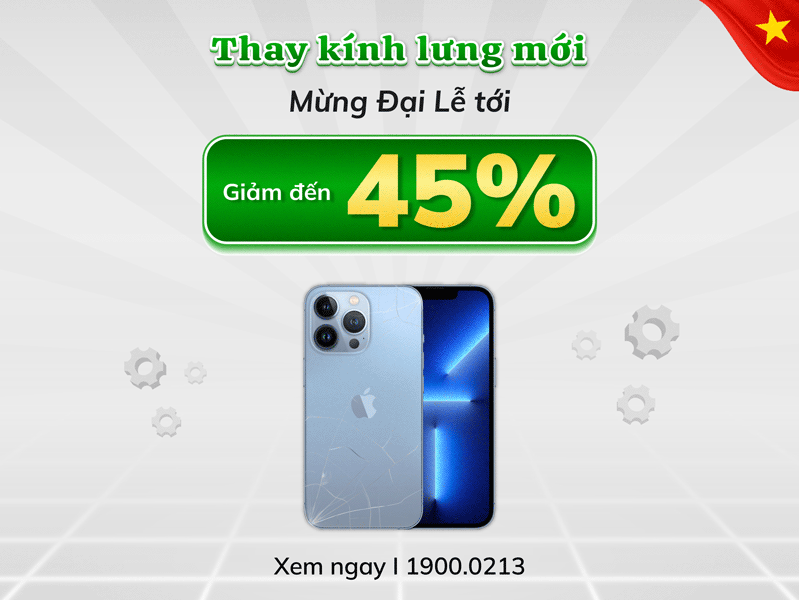 Thay kính lưng mới
Mừng Đại Lễ tới
Giảm đến 45%
Xem ngay I 1900.0213